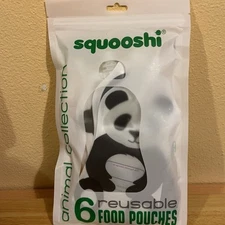 squooshi
animal collection
6 reusable
FOOD POUCHES